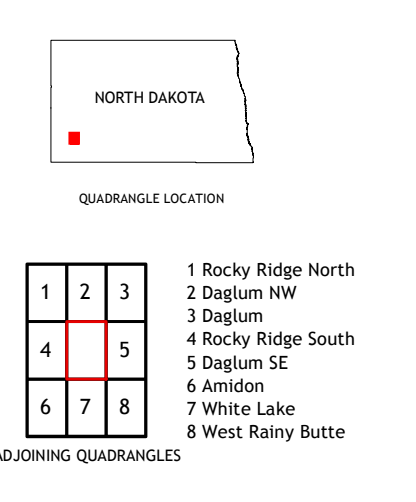 NORTH DAKOTA
QUADRANGLE LOCATION
1 2 3
4 5
6 7 8
1 Rocky Ridge North
2 Daglum NW
3 Daglum
4 Rocky Ridge South
5 Daglum SE
6 Amidon
7 White Lake
8 West Rainy Butte
ADJOINING QUADRANGLES